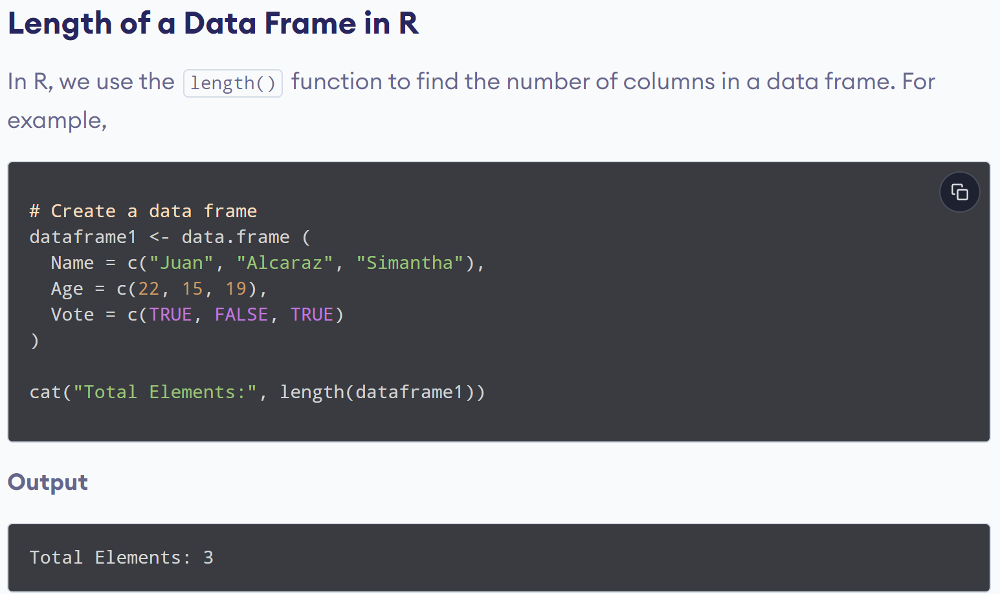 Length of a Data Frame in R
In R, we use the length() function to find the number of columns in a data frame. For
example,
# Create a data frame
dataframe1 <- data.frame (
  Name = c("Juan", "Alcaraz", "Simantha"),
  Age = c(22, 15, 19),
  Vote = c(TRUE, FALSE, TRUE)
)
cat("Total Elements:", length(dataframe1))
Output
Total Elements: 3